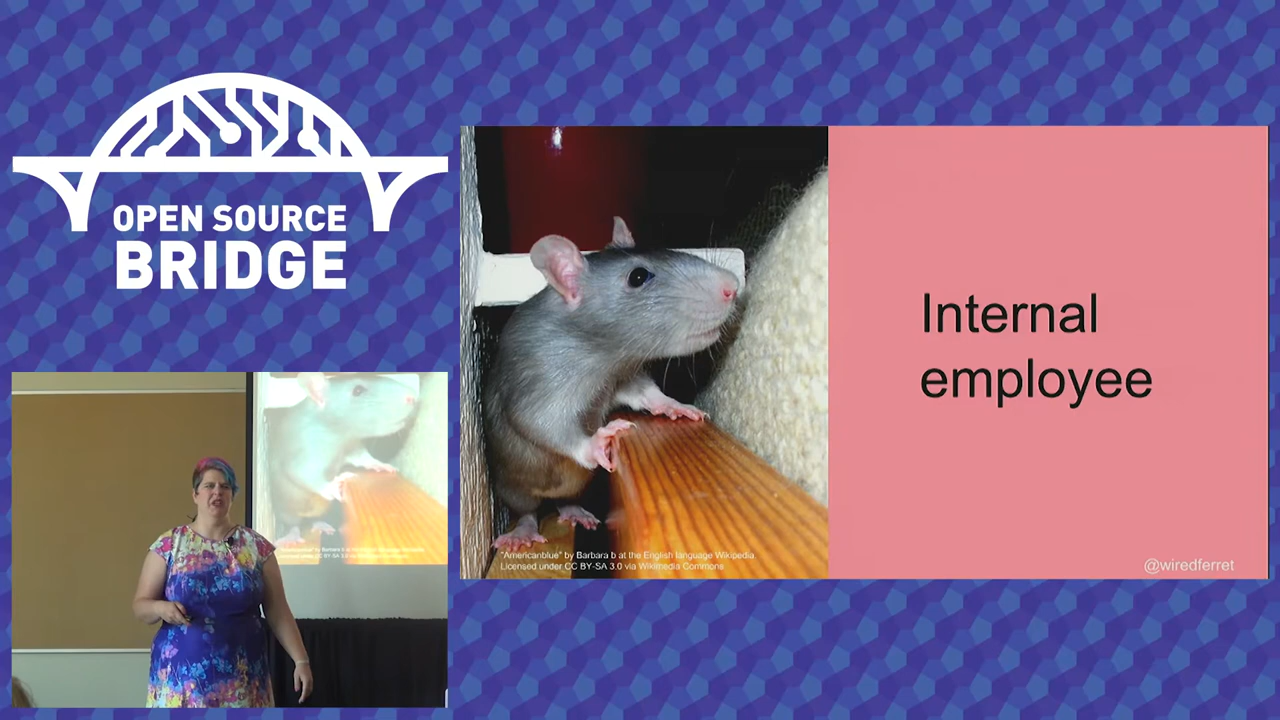 OPEN SOURCE
BRIDGE
Internal
employee
"Americanblue" by Barbara b at the English language Wikipedia
Licensed under CC BY-SA 3.0 via Wikimedia Commons
@wiredferret